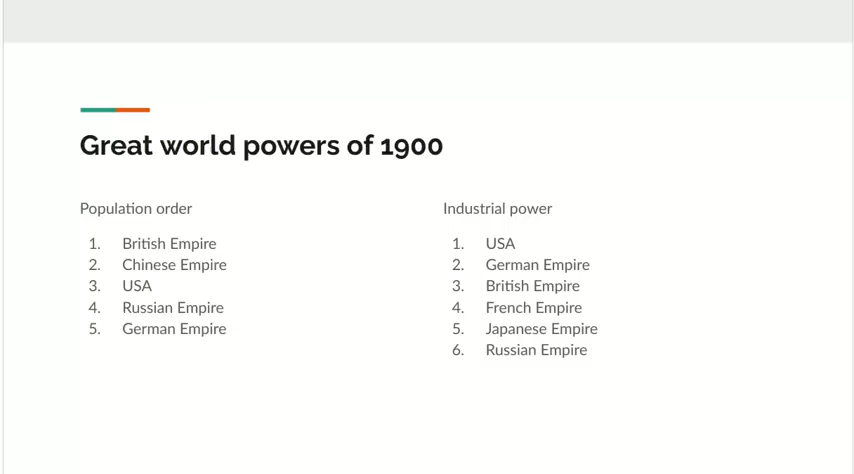 Great world powers of 1900
Population order
1. British Empire
2. Chinese Empire
3. USA
4. Russian Empire
5. German Empire
Industrial power
1. USA
2. German Empire
3. British Empire
4. French Empire
5. Japanese Empire
6. Russian Empire